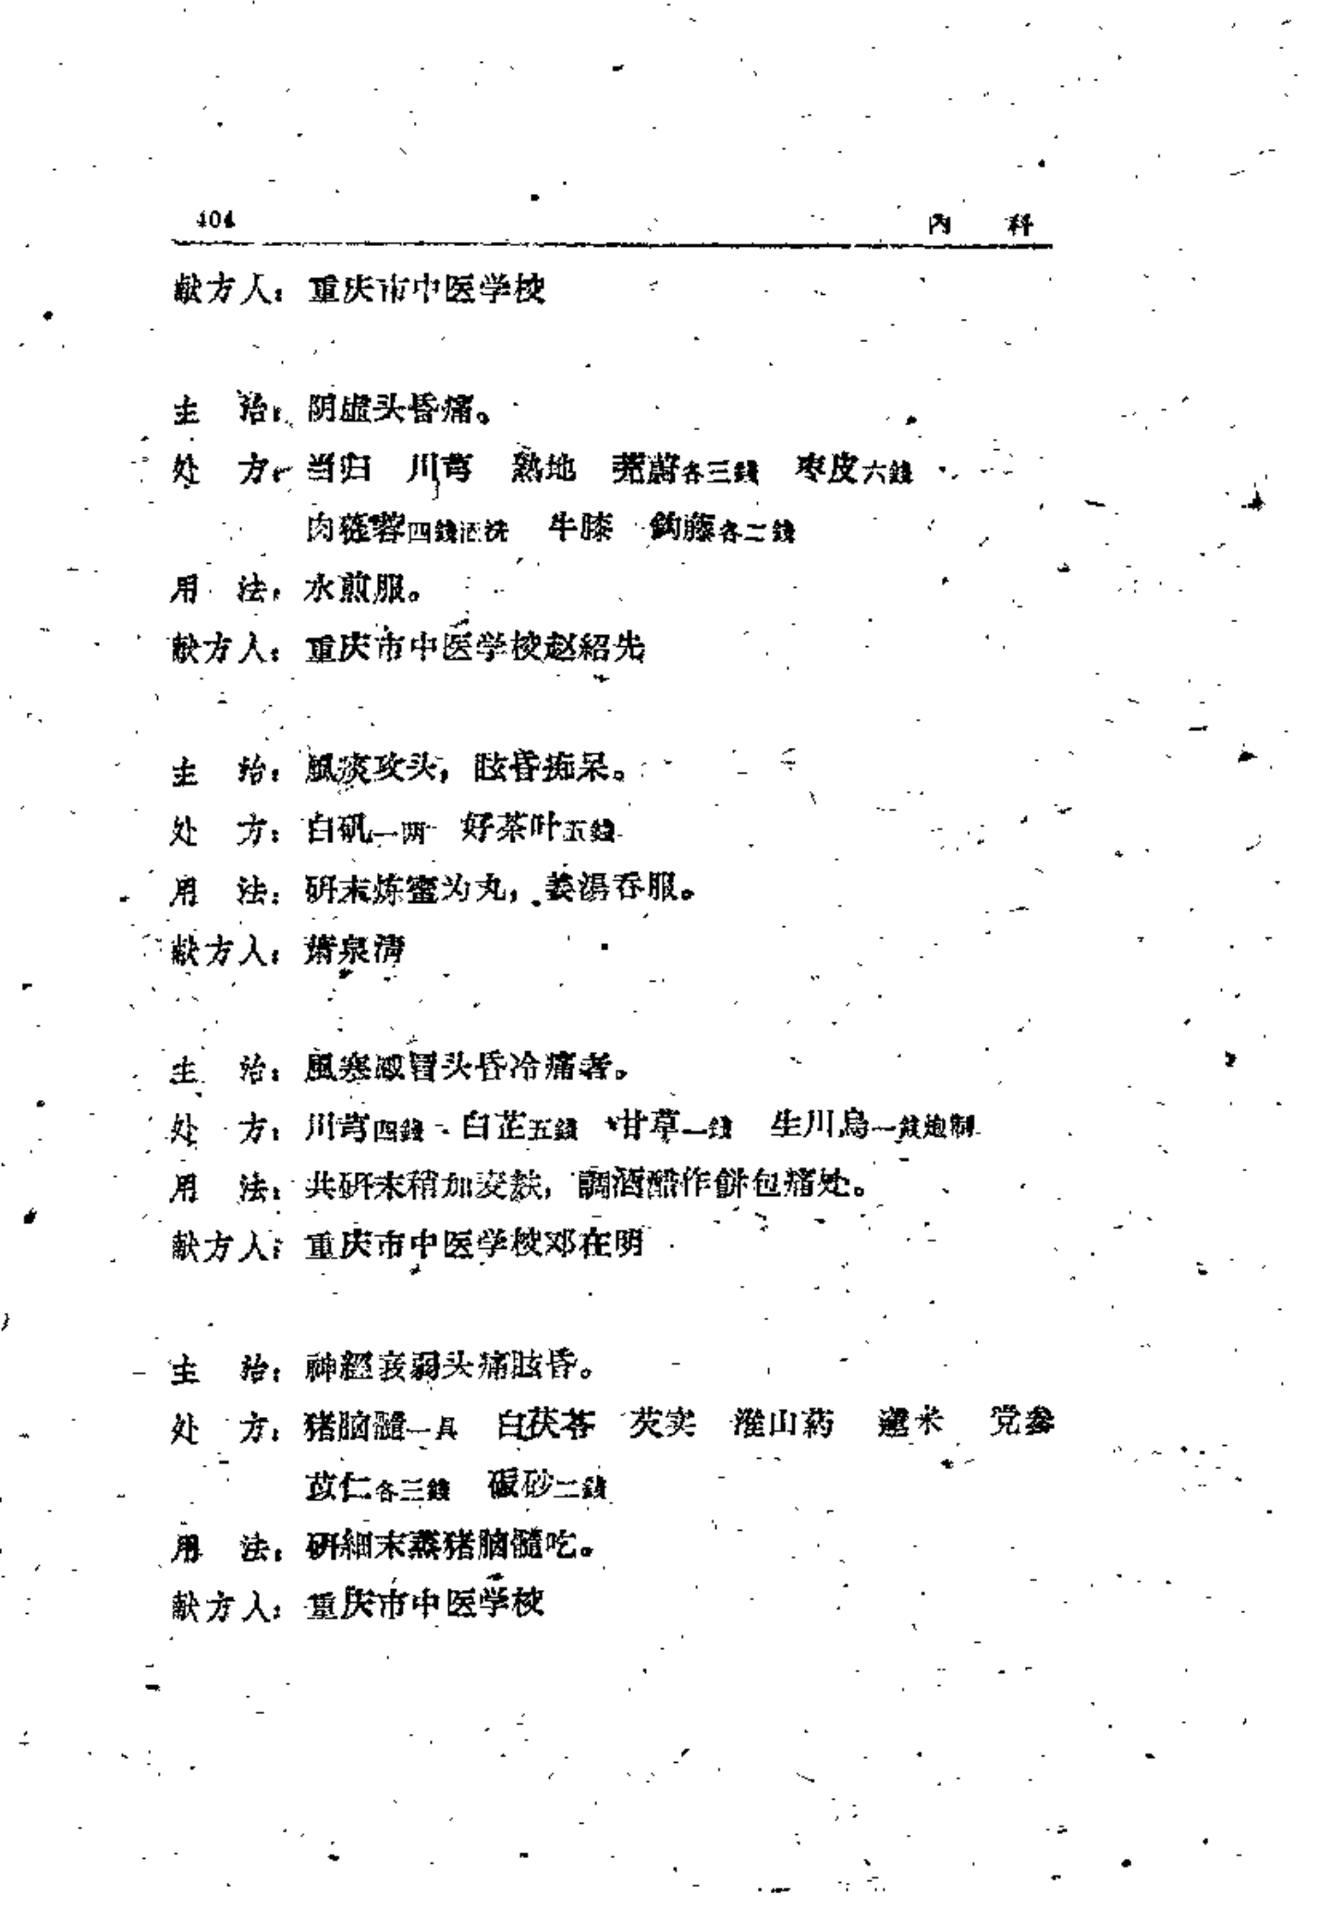 404 內 科
献方人：重庆市中医学校
主 治：阴虚头昏痛。
处 方：当归 川芎 熟地 茺蔚各三錢 枣皮六錢
肉蓯蓉四錢酒洗 牛膝 鈎藤各二錢
用 法：水煎服。
献方人：重庆市中医学校赵紹先
主 治：風痰攻头，眩昏痴呆。
处 方：白矾一两 好茶叶五錢
用 法：研末炼蜜为丸，姜湯吞服。
献方人：萧泉清
主 治：風寒感冒头昏冷痛者。
处 方：川芎四錢 白芷五錢 甘草一錢 生川烏一錢炮制
用 法：共研末稍加麦麸，調酒醋作餅包痛处。
献方人：重庆市中医学校邓在明
主 治：神經衰弱头痛眩昏。
处 方：猪脑髓一具 白茯苓 芡实 淮山药 蓮米 党參
苡仁各三錢 砂二錢
用 法：研細末蒸猪脑髓吃。
献方人：重庆市中医学校